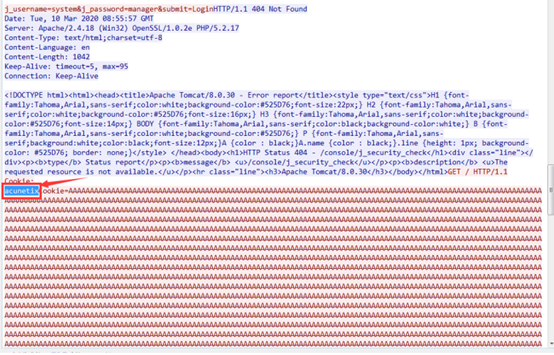 j_username=system&j_password=manager&submit=LoginHTTP/1.1 404 Not Found
Date: Tue, 10 Mar 2020 08:55:57 GMT
Server: Apache/2.4.18 (Win32) OpenSSL/1.0.2e PHP/5.2.17
Content-Type: text/html;charset=utf-8
Content-Language: en
Content-Length: 1042
Keep-Alive: timeout=5, max=95
Connection: Keep-Alive
<!DOCTYPE html><html><head><title>Apache Tomcat/8.0.30 - Error report</title><style type="text/css">H1 {font-
family:Tahoma,Arial,sans-serif;color:white;background-color:#525D76;font-size:22px;} H2 {font-family:Tahoma,Arial,sans-
serif;color:white;background-color:#525D76;font-size:16px;} H3 {font-family:Tahoma,Arial,sans-serif;color:white;background-
color:#525D76;font-size:14px;} BODY {font-family:Tahoma,Arial,sans-serif;color:black;background-color:white;} B {font-
family:Tahoma,Arial,sans-serif;color:white;background-color:#525D76;} P {font-family:Tahoma,Arial,sans-
serif;background:white;color:black;font-size:12px;}A {color : black;}A.name {color : black;}.line {height: 1px; background-
color: #525D76; border: none;}</style> </head><body><h1>HTTP Status 404 - /console/j_security_check</h1><div class="line"></
div><p><b>type</b> Status report</p><p><b>message</b> <u>/console/j_security_check</u></p><p><b>description</b> <u>The
requested resource is not available.</u></p><hr class="line"><h3>Apache Tomcat/8.0.30</h3></body></html>GET / HTTP/1.1
Cookie:
acunetix ookie=AAAAAAAAAAAAAAAAAAAAAAAAAAAAAAAAAAAAAAAAAAAAAAAAAAAAAAAAAAAAAAAAAAAAAAAAAAAAAAAAAAAAAAAAAAAAAAAAAAAAAA